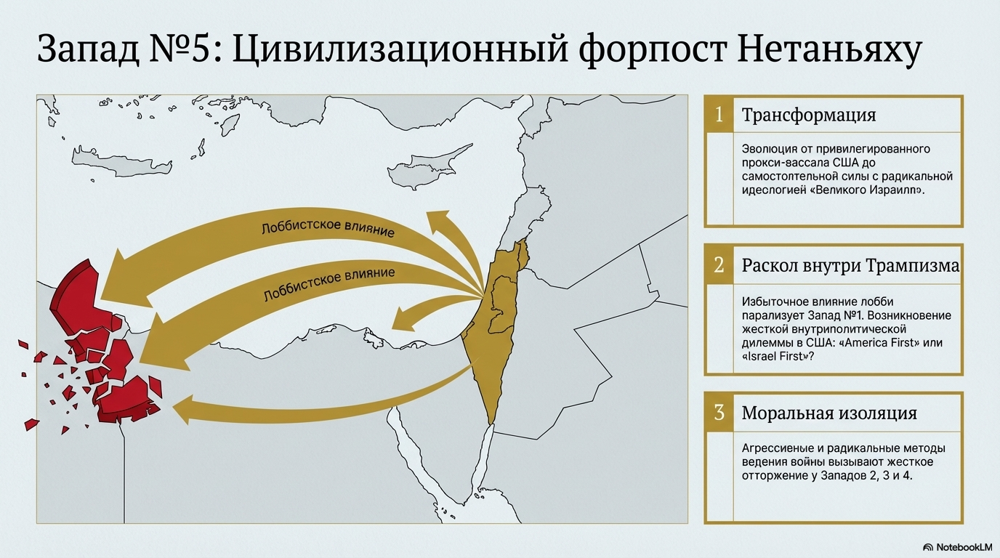 Запад №5: Цивилизационный форпост Нетаньяху
Лоббистское влияние
Лоббистское влияние
1 Трансформация
Эволюция от привилегированного
прокси-вассала США до
самостоптельной силы с радикальной
идеслогией «Великого Израилп».
2 Раскол внутри Трампизма
Избыточное влияние лобби
парализует Запад №1. Возникновение
жесткой внутриполитической
дилеммы в США: «America First» или
«Israel First»?
3 Моральная изоляция
Агрессивные и радикальные методы
ведения войны вызывают жесткое
отторжение у Западов 2, 3 и 4.
NotebookLM